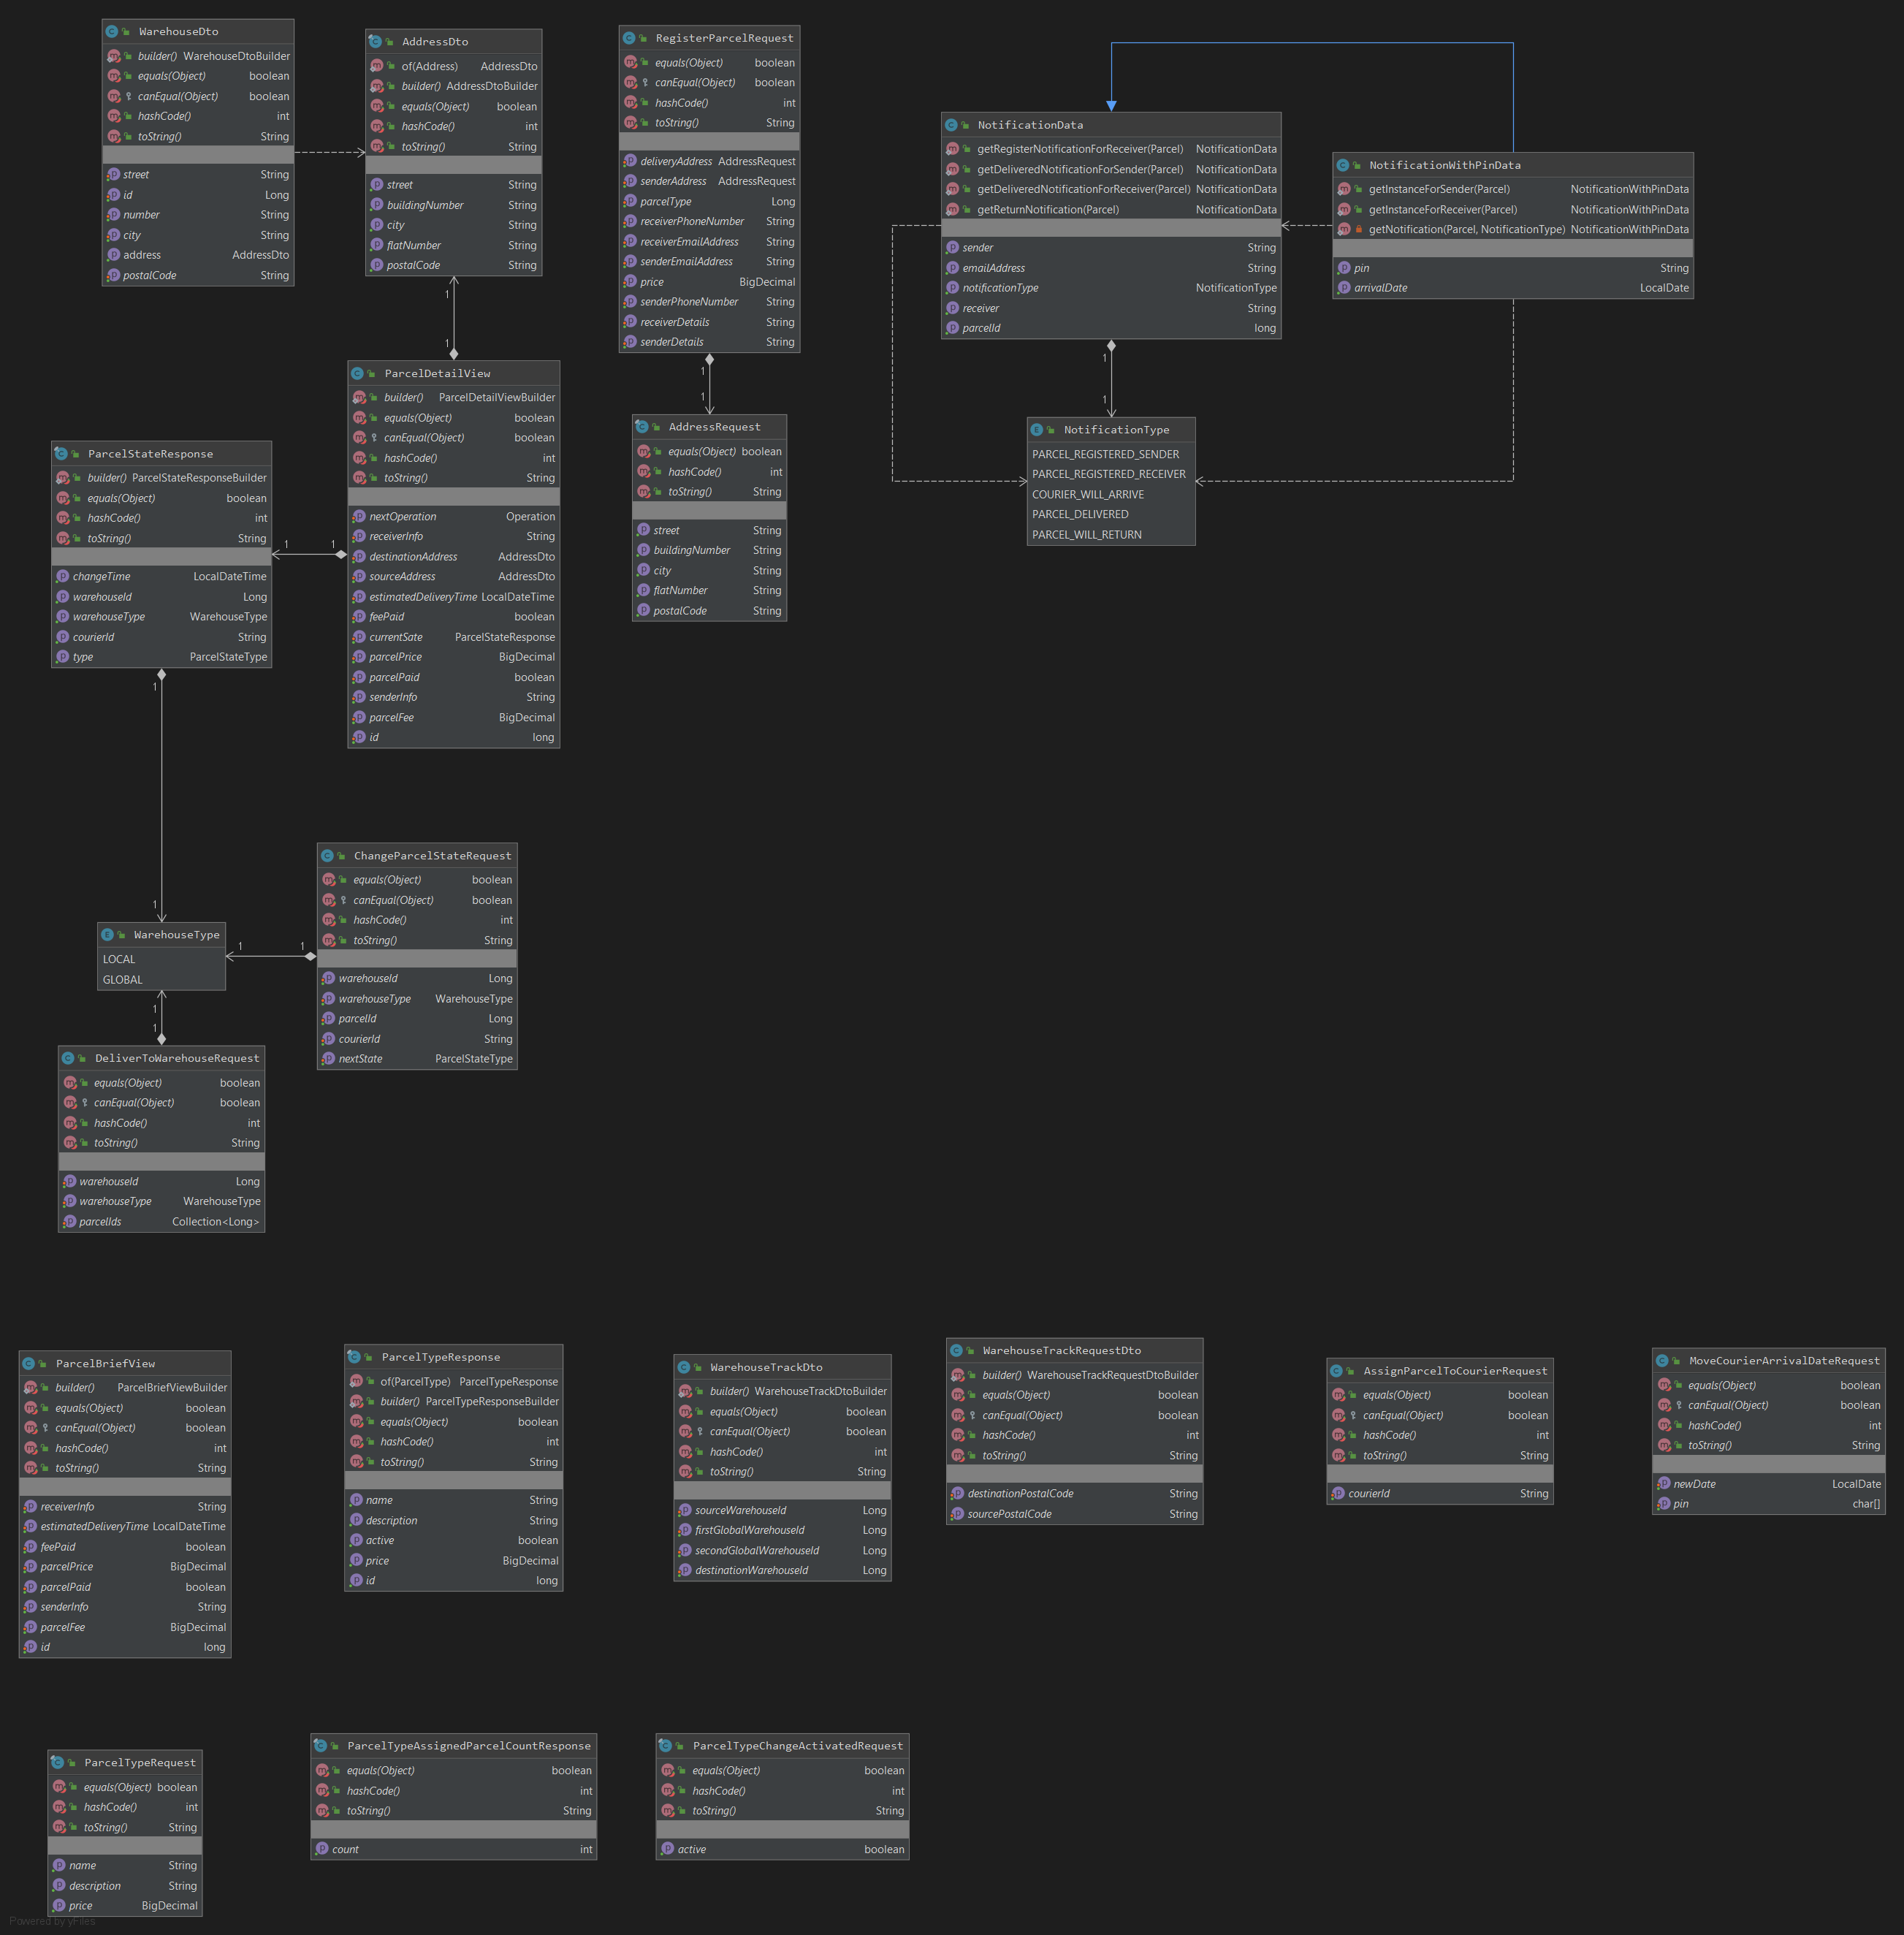 WarehouseDto
builder() WarehouseDtoBuilder
equals(Object) boolean
canEqual(Object) boolean
hashCode() int
toString() String
street String
id Long
number String
city String
address AddressDto
postalCode String
AddressDto
of(Address) AddressDto
builder() AddressDtoBuilder
equals(Object) boolean
hashCode() int
toString() String
street String
buildingNumber String
city String
flatNumber String
postalCode String
RegisterParcelRequest
equals(Object) boolean
canEqual(Object) boolean
hashCode() int
toString() String
deliveryAddress AddressRequest
senderAddress AddressRequest
parcelType Long
receiverPhoneNumber String
receiverEmailAddress String
senderEmailAddress String
price BigDecimal
senderPhoneNumber String
receiverDetails String
senderDetails String
NotificationData
getRegisterNotificationForReceiver(Parcel) NotificationData
getDeliveredNotificationForSender(Parcel) NotificationData
getDeliveredNotificationForReceiver(Parcel) NotificationData
getReturnNotification(Parcel) NotificationData
sender String
emailAddress String
notificationType NotificationType
receiver String
parcelId long
NotificationWithPinData
getInstanceForSender(Parcel) NotificationWithPinData
getInstanceForReceiver(Parcel) NotificationWithPinData
getNotification(Parcel, NotificationType) NotificationWithPinData
pin String
arrivalDate LocalDate
1
1
1
1
1
1
ParcelDetailView
builder() ParcelDetailViewBuilder
equals(Object) boolean
canEqual(Object) boolean
hashCode() int
toString() String
nextOperation Operation
receiverInfo String
destinationAddress AddressDto
sourceAddress AddressDto
estimatedDeliveryTime LocalDateTime
feePaid boolean
currentSate ParcelStateResponse
parcelPrice BigDecimal
parcelPaid boolean
senderInfo String
parcelFee BigDecimal
id long
AddressRequest
equals(Object) boolean
hashCode() int
toString() String
street String
buildingNumber String
city String
flatNumber String
postalCode String
NotificationType
PARCEL_REGISTERED_SENDER
PARCEL_REGISTERED_RECEIVER
COURIER_WILL_ARRIVE
PARCEL_DELIVERED
PARCEL_WILL_RETURN
ParcelStateResponse
builder() ParcelStateResponseBuilder
equals(Object) boolean
hashCode() int
toString() String
changeTime LocalDateTime
warehouseId Long
warehouseType WarehouseType
courierId String
type ParcelStateType
1 1
1
1
ChangeParcelStateRequest
equals(Object) boolean
canEqual(Object) boolean
hashCode() int
toString() String
warehouseId Long
warehouseType WarehouseType
parcelId Long
courierId String
nextState ParcelStateType
WarehouseType
LOCAL
GLOBAL
1 1
1
1
DeliverToWarehouseRequest
equals(Object) boolean
canEqual(Object) boolean
hashCode() int
toString() String
warehouseId Long
warehouseType WarehouseType
parcelIds Collection<Long>
ParcelBriefView
builder() ParcelBriefViewBuilder
equals(Object) boolean
canEqual(Object) boolean
hashCode() int
toString() String
receiverInfo String
estimatedDeliveryTime LocalDateTime
feePaid boolean
parcelPrice BigDecimal
parcelPaid boolean
senderInfo String
parcelFee BigDecimal
id long
ParcelTypeResponse
of(ParcelType) ParcelTypeResponse
builder() ParcelTypeResponseBuilder
equals(Object) boolean
hashCode() int
toString() String
name String
description String
active boolean
price BigDecimal
id long
WarehouseTrackDto
builder() WarehouseTrackDtoBuilder
equals(Object) boolean
canEqual(Object) boolean
hashCode() int
toString() String
sourceWarehouseId Long
firstGlobalWarehouseId Long
secondGlobalWarehouseId Long
destinationWarehouseId Long
WarehouseTrackRequestDto
builder() WarehouseTrackRequestDtoBuilder
equals(Object) boolean
canEqual(Object) boolean
hashCode() int
toString() String
destinationPostalCode String
sourcePostalCode String
AssignParcelToCourierRequest
equals(Object) boolean
canEqual(Object) boolean
hashCode() int
toString() String
courierId String
MoveCourierArrivalDateRequest
equals(Object) boolean
canEqual(Object) boolean
hashCode() int
toString() String
newDate LocalDate
pin char[]
ParcelTypeRequest
equals(Object) boolean
hashCode() int
toString() String
name String
description String
price BigDecimal
ParcelTypeAssignedParcelCountResponse
equals(Object) boolean
hashCode() int
toString() String
count int
ParcelTypeChangeActivatedRequest
equals(Object) boolean
hashCode() int
toString() String
active boolean
Powered by yFiles